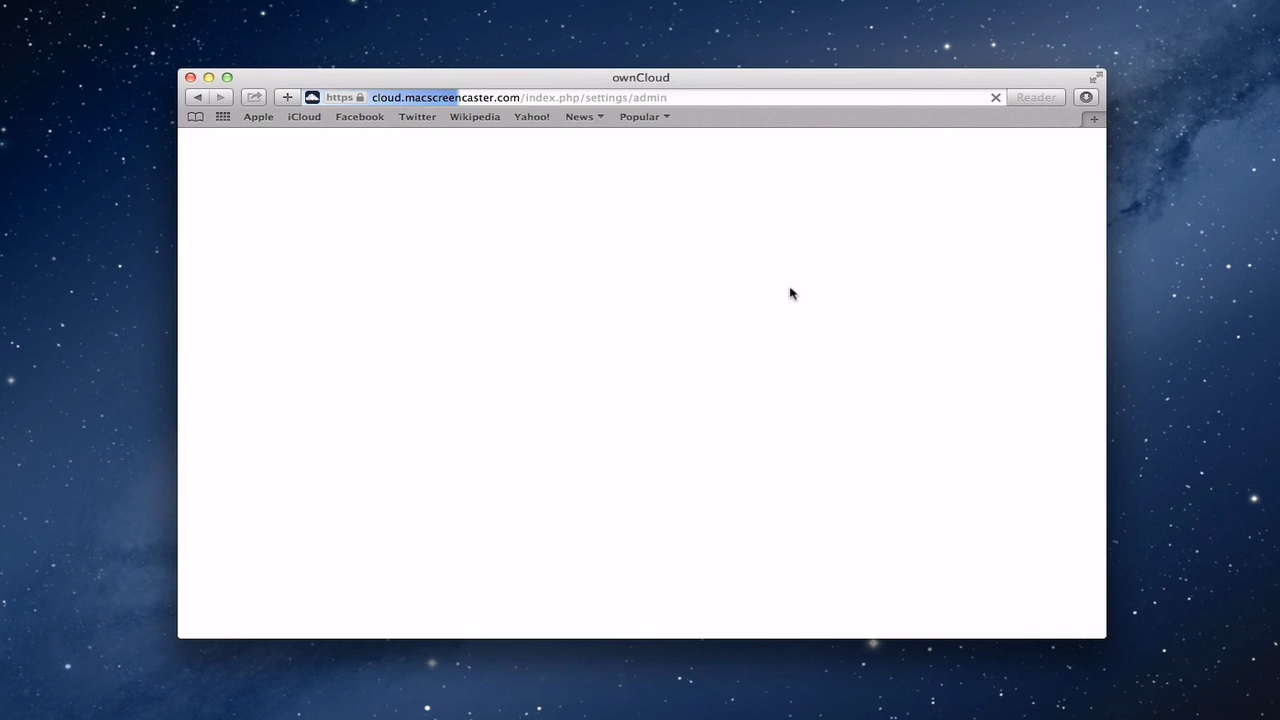 ownCloud
https cloud.macscreencaster.com/index.php/settings/admin Reader
Apple iCloud Facebook Twitter Wikipedia Yahoo! News Popular